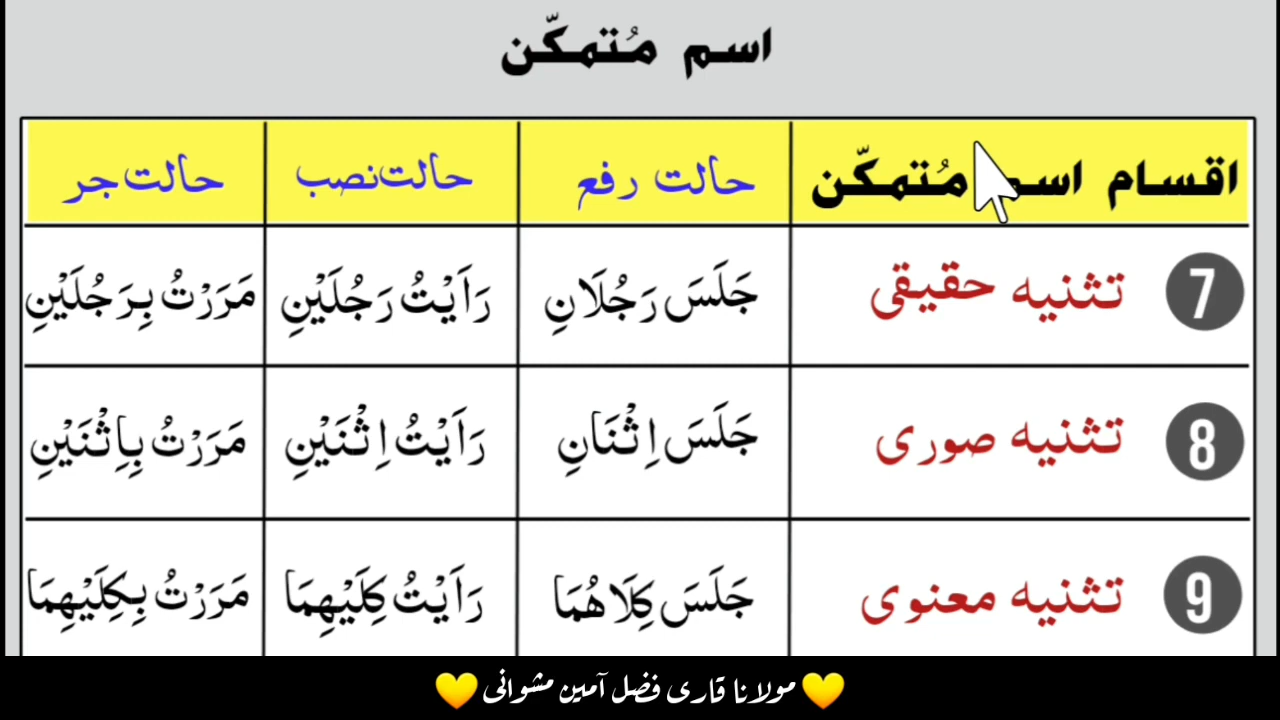 اسم مُتمکّن
اقسام اسم مُتمکّن حالت رفع حالت نصب حالت جر
7 تثنیه حقیقی جَلَسَ رَجُلَانِ رَاَیْتُ رَجُلَیْنِ مَرَرْتُ بِرَجُلَیْنِ
8 تثنیه صوری جَلَسَ اِثْنَانِ رَاَیْتُ اِثْنَیْنِ مَرَرْتُ بِاِثْنَیْنِ
9 تثنیه معنوی جَلَسَ کِلَاهُمَا رَاَیْتُ کِلَیْهِمَا مَرَرْتُ بِکِلَیْهِمَا
💛 مولانا قاری فضل آمین مشوانی 💛